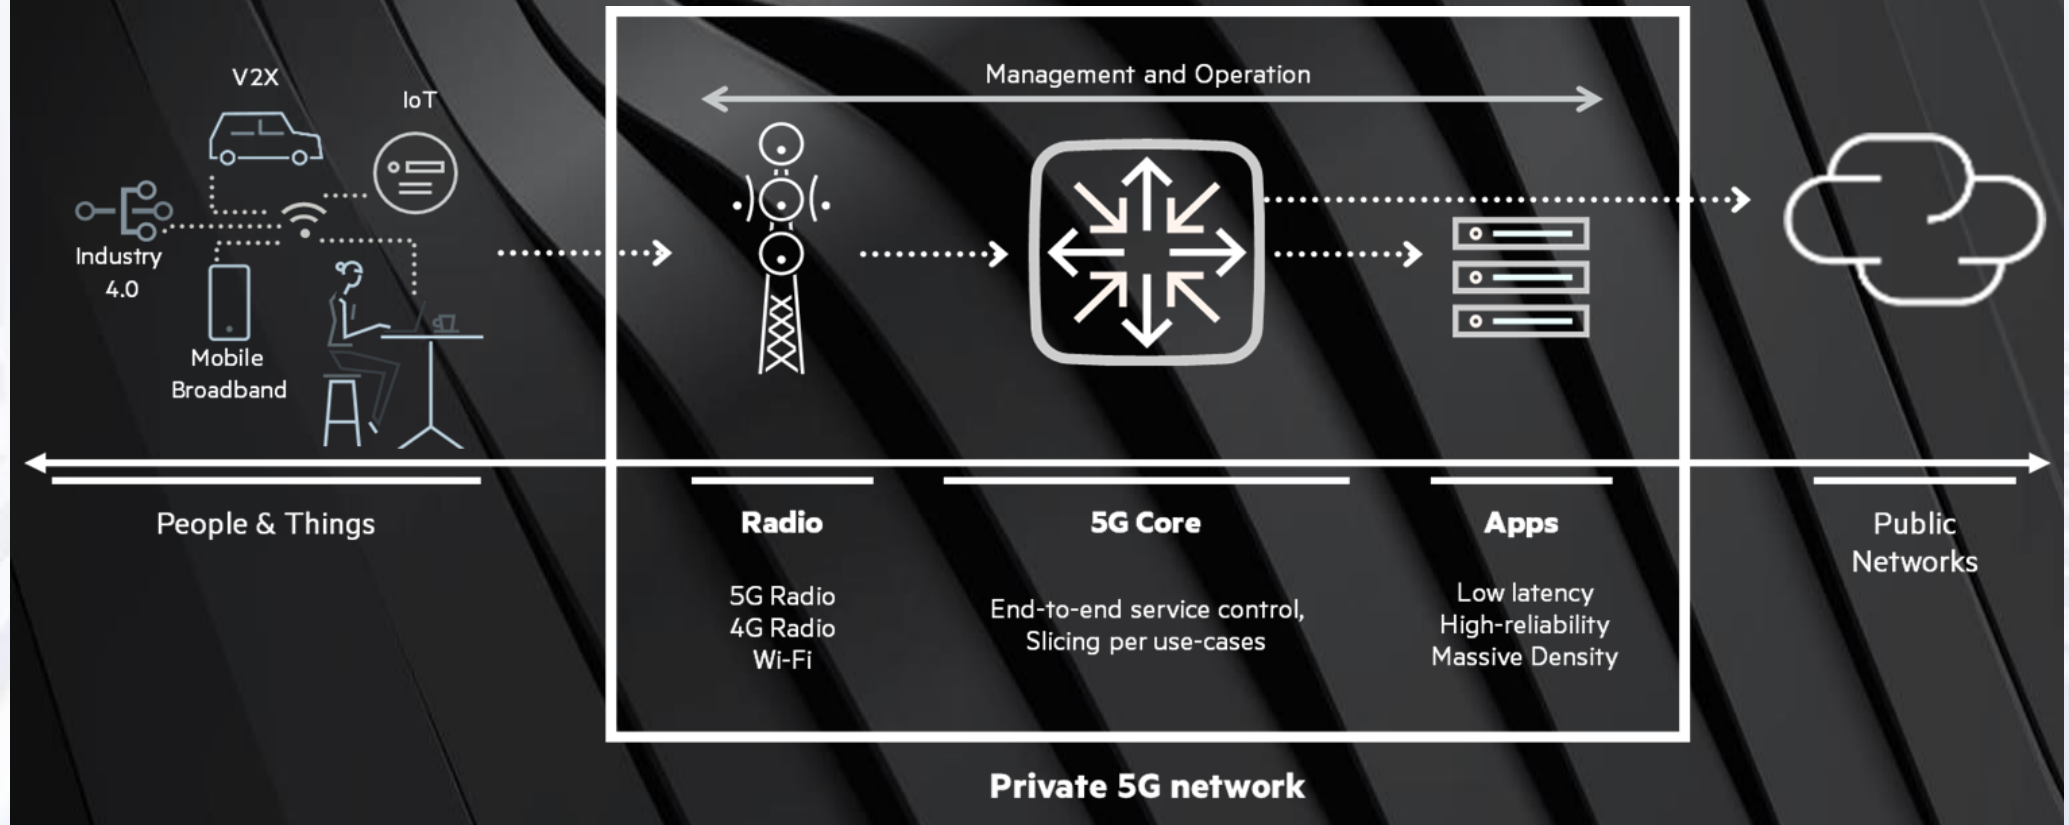 V2X
IoT
Industry
4.0
Mobile
Broadband
Management and Operation
People & Things
Radio
5G Radio
4G Radio
Wi-Fi
5G Core
End-to-end service control,
Slicing per use-cases
Apps
Low latency
High-reliability
Massive Density
Public
Networks
Private 5G network